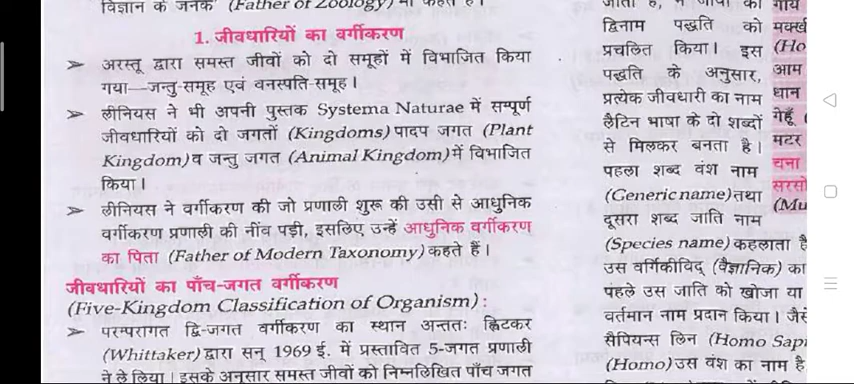 विज्ञान के जनक (Father of Zoology) भी कहते हैं।
1. जीवधारियों का वर्गीकरण
➢ अरस्तू द्वारा समस्त जीवों को दो समूहों में विभाजित किया
गया—जन्तु-समूह एवं वनस्पति-समूह।
➢ लीनियस ने भी अपनी पुस्तक Systema Naturae में सम्पूर्ण
जीवधारियों को दो जगतों (Kingdoms) पादप जगत (Plant
Kingdom) व जन्तु जगत (Animal Kingdom) में विभाजित
किया।
➢ लीनियस ने वर्गीकरण की जो प्रणाली शुरू की उसी से आधुनिक
वर्गीकरण प्रणाली की नींव पड़ी, इसलिए उन्हें आधुनिक वर्गीकरण
का पिता (Father of Modern Taxonomy) कहते हैं।
जीवधारियों का पाँच-जगत वर्गीकरण
(Five-Kingdom Classification of Organism) :
➢ परम्परागत द्वि-जगत वर्गीकरण का स्थान अन्ततः ह्विटकर
(Whittaker) द्वारा सन् 1969 ई. में प्रस्तावित 5-जगत प्रणाली
ने ले लिया। इसके अनुसार समस्त जीवों को निम्नलिखित पाँच जगत
द्विनाम पद्धति को
प्रचलित किया। इस
पद्धति के अनुसार,
प्रत्येक जीवधारी का नाम
लैटिन भाषा के दो शब्दों
से मिलकर बनता है।
पहला शब्द वंश नाम
(Generic name) तथा
दूसरा शब्द जाति नाम
(Species name) कहलाता है
उस वर्गिकीविद् (वैज्ञानिक) का
पहले उस जाति को खोजा या
वर्तमान नाम प्रदान किया। जैसे
सैपियन्स लिन (Homo Sap
(Homo) उस वंश का नाम है
गाय
मक्खी
(Ho
आम
धान
गेहूँ
मटर
चना
सरसों
(Mu